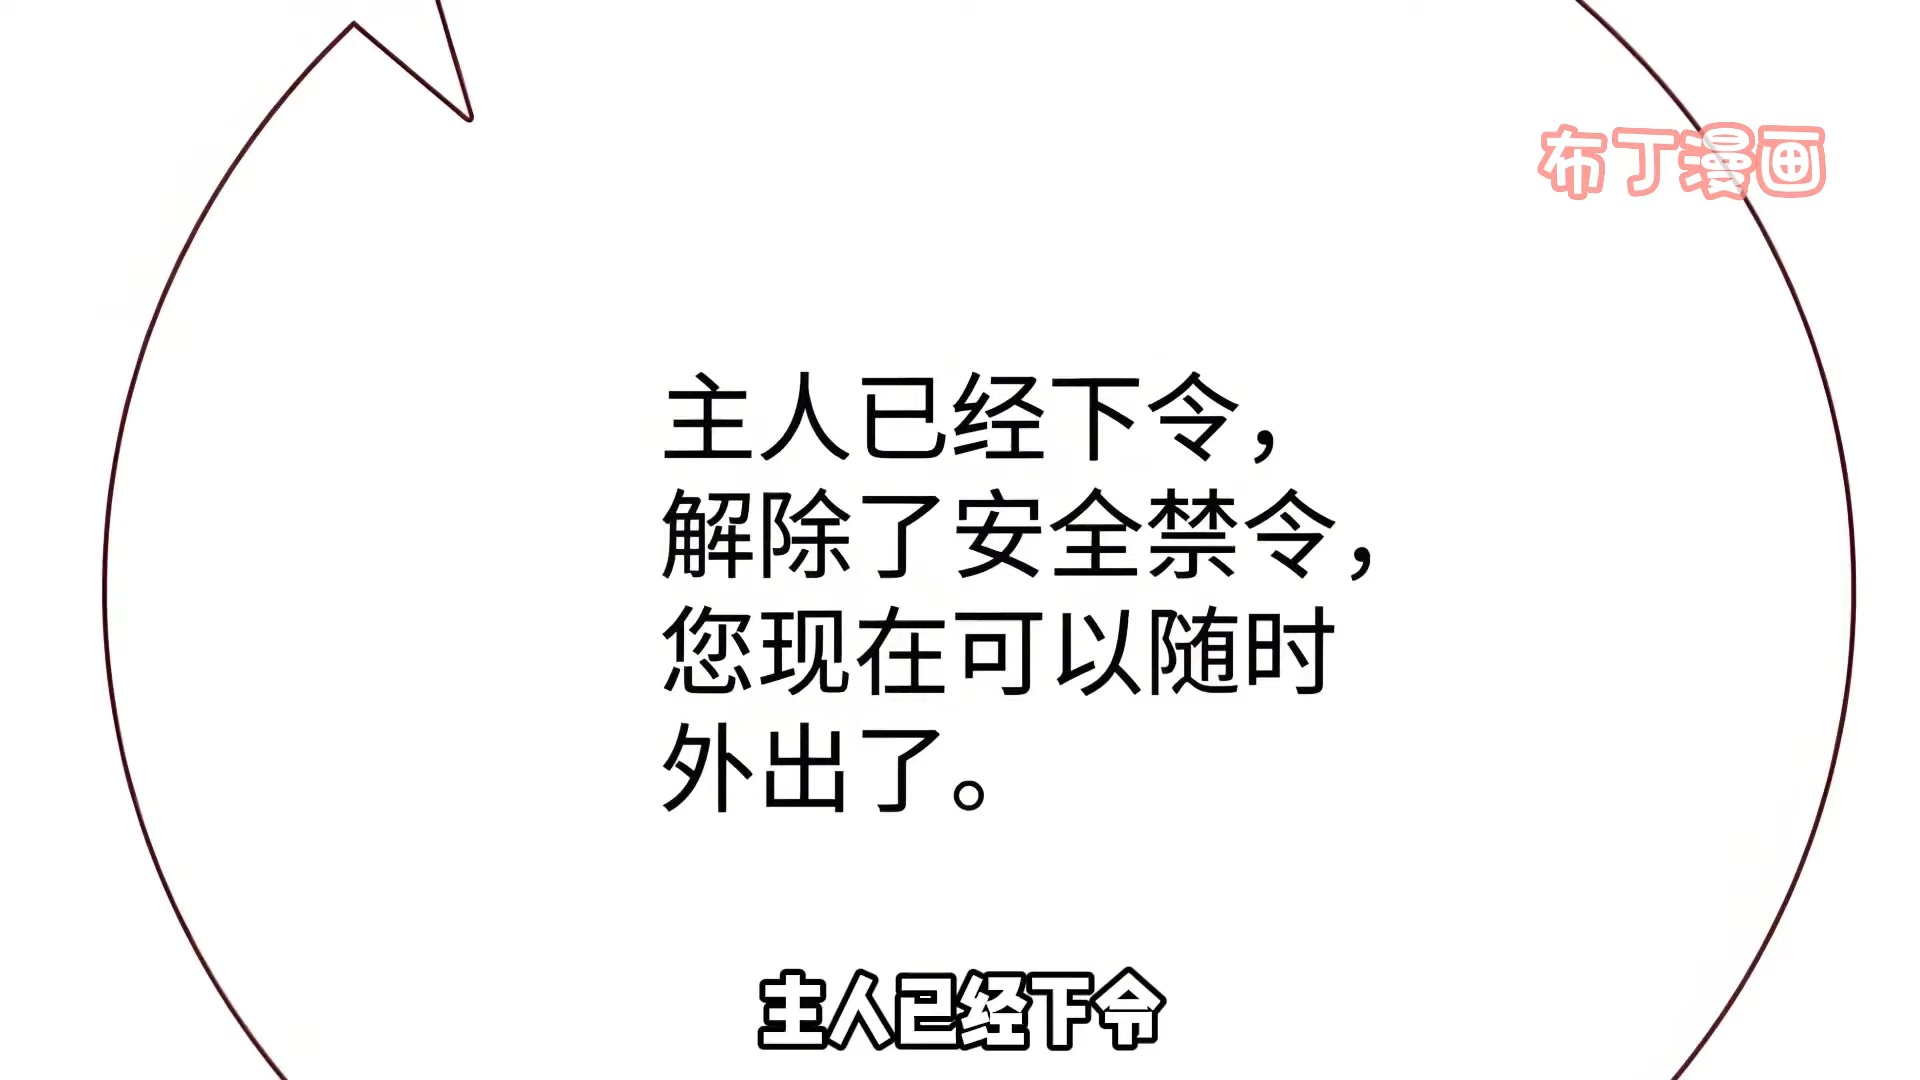 布丁漫画
主人已经下令，
解除了安全禁令，
您现在可以随时
外出了。
主人已经下令